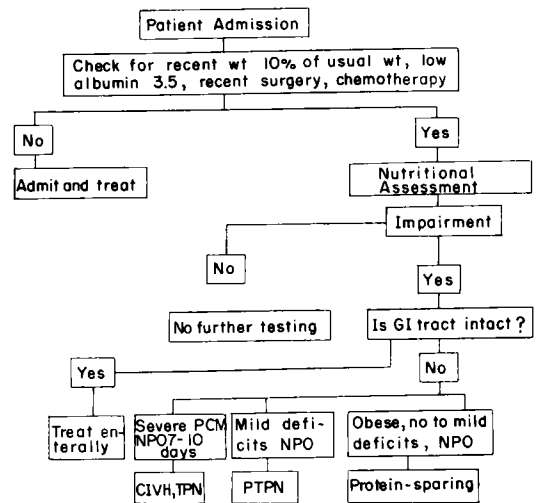 Patient Admission
Check for recent wt 10% of usual wt, low
albumin 3.5, recent surgery, chemotherapy
No
Yes
Admit and treat
Nutritional
Assessment
Impairment
No
Yes
No further testing
Is GI tract intact?
Yes
No
Treat en-
terally
Severe PCM
NPO7-10
days
Mild defi-
cits NPO
Obese, no to mild
deficits, NPO
CIVH, TPN
PTPN
Protein-sparing